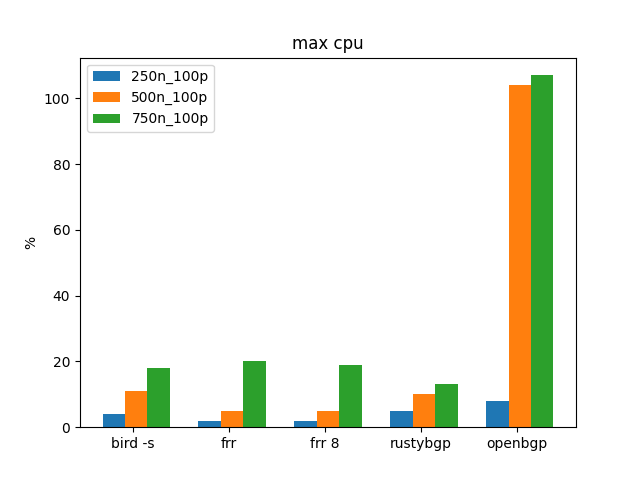 max cpu
250n_100p
500n_100p
750n_100p
%
100
80
60
40
20
0
bird -s
frr
frr 8
rustybgp
openbgp